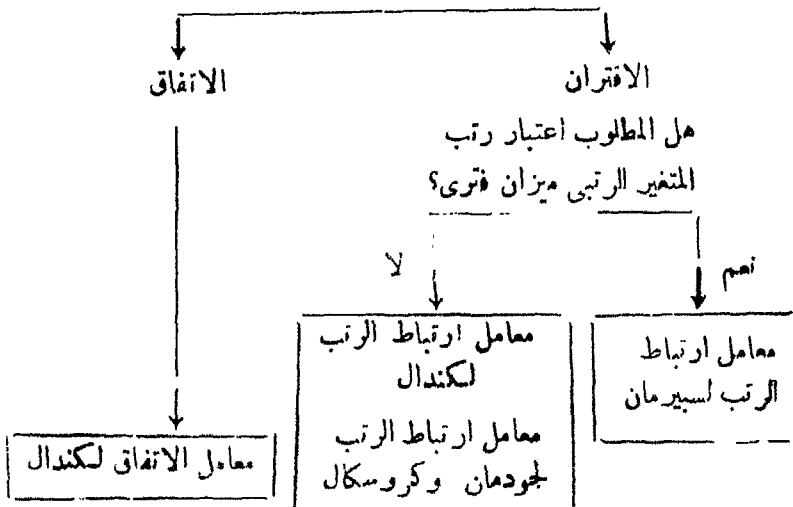 الاقتران
الاتفاق
هل المطلوب اعتبار رتب
المتغير الرتبى ميزان فترى؟
نعم
لا
معامل ارتباط
الرتب لسبيرمان
معامل ارتباط الرتب
لكندال
معامل ارتباط الرتب
لجودمان وكروسكال
معامل الاتفاق لكندال